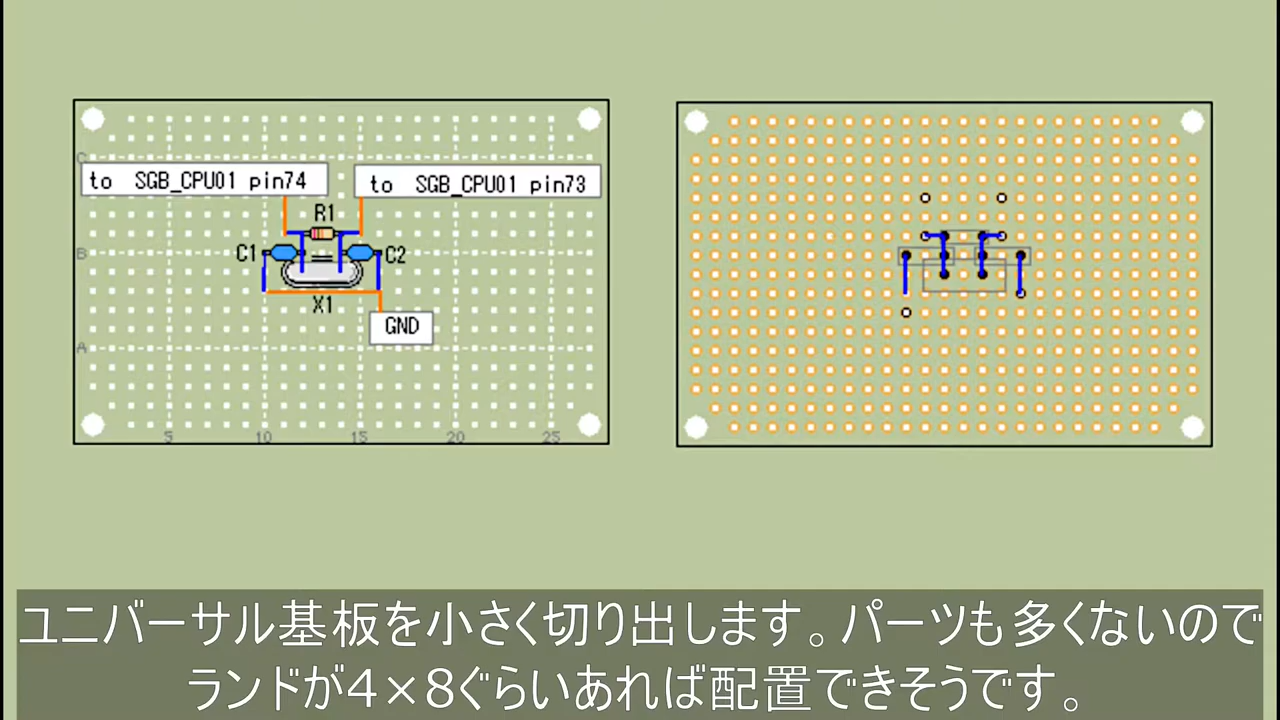 C
to SGB_CPU01 pin74
to SGB_CPU01 pin73
R1
B
C1
C2
X1
GND
A
5
10
15
20
25
ユニバーサル基板を小さく切り出します。パーツも多くないので
ランドが4×8ぐらいあれば配置できそうです。